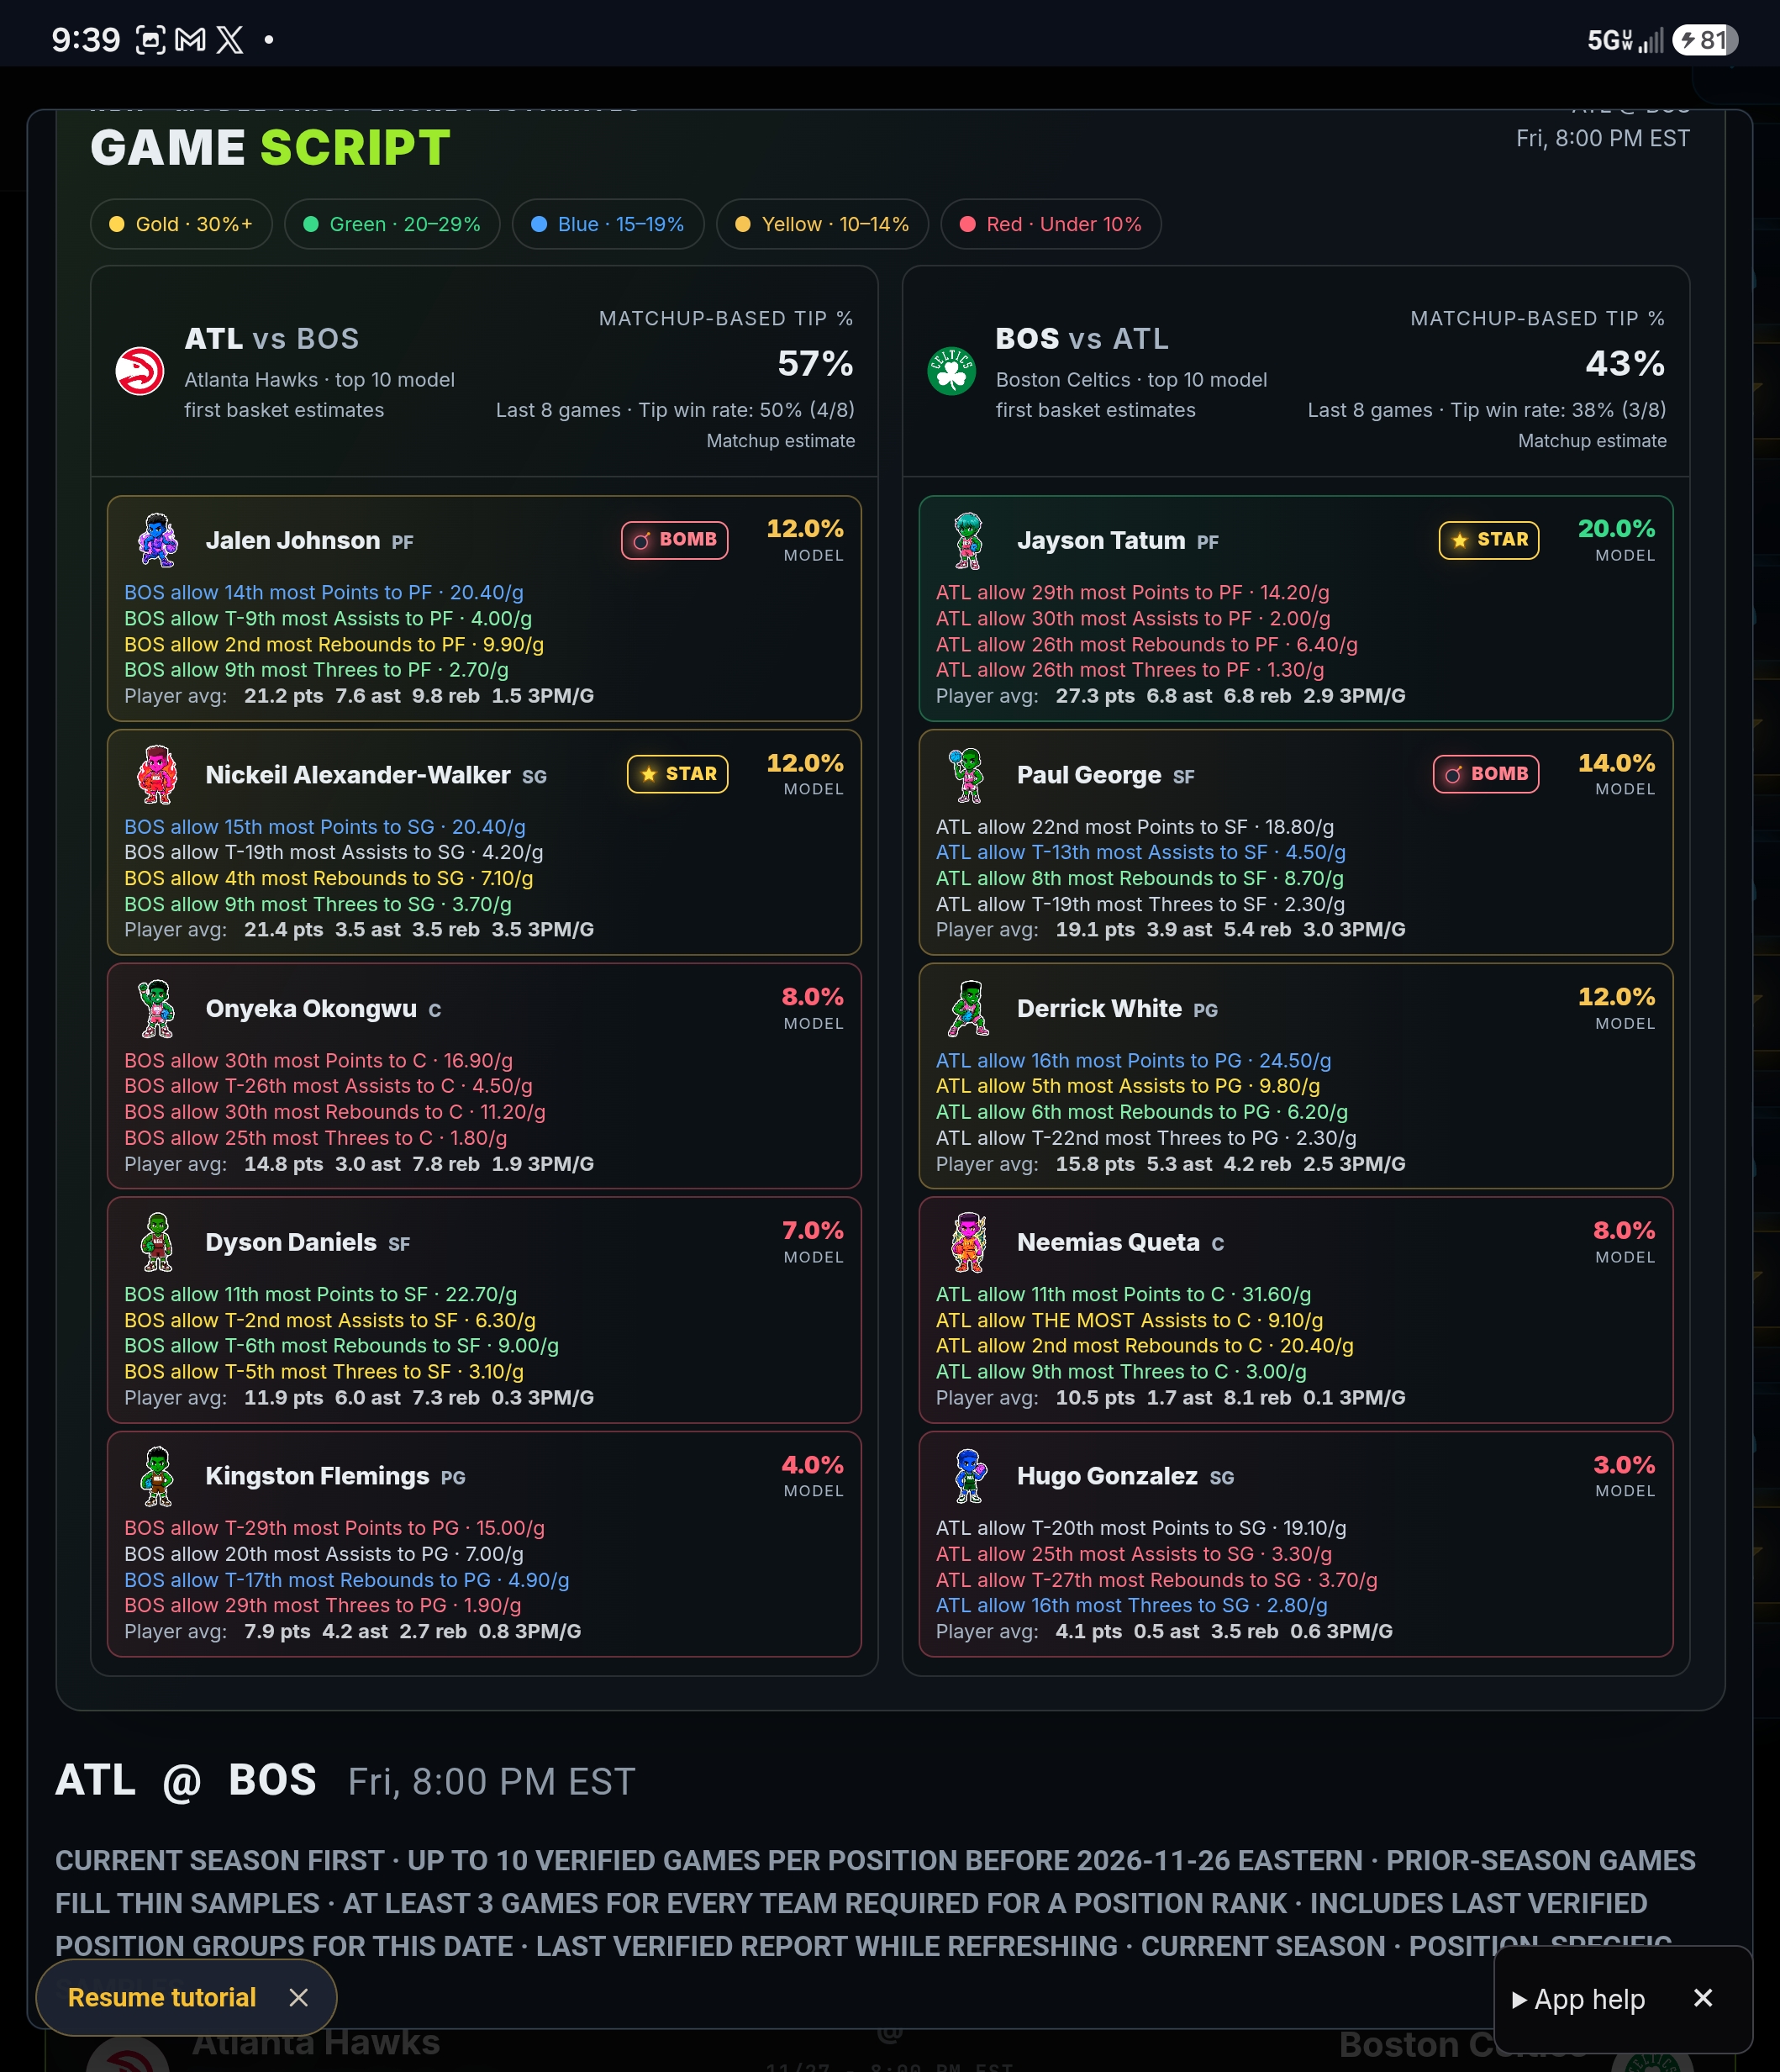 9:39
5G UW 81
ATL @ BOS
GAME SCRIPT
Fri, 8:00 PM EST
Gold · 30%+
Green · 20–29%
Blue · 15–19%
Yellow · 10–14%
Red · Under 10%
ATL vs BOS
Atlanta Hawks · top 10 model
first basket estimates
MATCHUP-BASED TIP %
57%
Last 8 games · Tip win rate: 50% (4/8)
Matchup estimate
Jalen Johnson PF
BOMB
12.0%
MODEL
BOS allow 14th most Points to PF · 20.40/g
BOS allow T-9th most Assists to PF · 4.00/g
BOS allow 2nd most Rebounds to PF · 9.90/g
BOS allow 9th most Threes to PF · 2.70/g
Player avg: 21.2 pts 7.6 ast 9.8 reb 1.5 3PM/G
Nickeil Alexander-Walker SG
STAR
12.0%
MODEL
BOS allow 15th most Points to SG · 20.40/g
BOS allow T-19th most Assists to SG · 4.20/g
BOS allow 4th most Rebounds to SG · 7.10/g
BOS allow 9th most Threes to SG · 3.70/g
Player avg: 21.4 pts 3.5 ast 3.5 reb 3.5 3PM/G
Onyeka Okongwu C
8.0%
MODEL
BOS allow 30th most Points to C · 16.90/g
BOS allow T-26th most Assists to C · 4.50/g
BOS allow 30th most Rebounds to C · 11.20/g
BOS allow 25th most Threes to C · 1.80/g
Player avg: 14.8 pts 3.0 ast 7.8 reb 1.9 3PM/G
Dyson Daniels SF
7.0%
MODEL
BOS allow 11th most Points to SF · 22.70/g
BOS allow T-2nd most Assists to SF · 6.30/g
BOS allow T-6th most Rebounds to SF · 9.00/g
BOS allow T-5th most Threes to SF · 3.10/g
Player avg: 11.9 pts 6.0 ast 7.3 reb 0.3 3PM/G
Kingston Flemings PG
4.0%
MODEL
BOS allow T-29th most Points to PG · 15.00/g
BOS allow 20th most Assists to PG · 7.00/g
BOS allow T-17th most Rebounds to PG · 4.90/g
BOS allow 29th most Threes to PG · 1.90/g
Player avg: 7.9 pts 4.2 ast 2.7 reb 0.8 3PM/G
CELTICS
BOS vs ATL
Boston Celtics · top 10 model
first basket estimates
MATCHUP-BASED TIP %
43%
Last 8 games · Tip win rate: 38% (3/8)
Matchup estimate
Jayson Tatum PF
STAR
20.0%
MODEL
ATL allow 29th most Points to PF · 14.20/g
ATL allow 30th most Assists to PF · 2.00/g
ATL allow 26th most Rebounds to PF · 6.40/g
ATL allow 26th most Threes to PF · 1.30/g
Player avg: 27.3 pts 6.8 ast 6.8 reb 2.9 3PM/G
Paul George SF
BOMB
14.0%
MODEL
ATL allow 22nd most Points to SF · 18.80/g
ATL allow T-13th most Assists to SF · 4.50/g
ATL allow 8th most Rebounds to SF · 8.70/g
ATL allow T-19th most Threes to SF · 2.30/g
Player avg: 19.1 pts 3.9 ast 5.4 reb 3.0 3PM/G
Derrick White PG
12.0%
MODEL
ATL allow 16th most Points to PG · 24.50/g
ATL allow 5th most Assists to PG · 9.80/g
ATL allow 6th most Rebounds to PG · 6.20/g
ATL allow T-22nd most Threes to PG · 2.30/g
Player avg: 15.8 pts 5.3 ast 4.2 reb 2.5 3PM/G
Neemias Queta C
8.0%
MODEL
ATL allow 11th most Points to C · 31.60/g
ATL allow THE MOST Assists to C · 9.10/g
ATL allow 2nd most Rebounds to C · 20.40/g
ATL allow 9th most Threes to C · 3.00/g
Player avg: 10.5 pts 1.7 ast 8.1 reb 0.1 3PM/G
Hugo Gonzalez SG
3.0%
MODEL
ATL allow T-20th most Points to SG · 19.10/g
ATL allow 25th most Assists to SG · 3.30/g
ATL allow T-27th most Rebounds to SG · 3.70/g
ATL allow 16th most Threes to SG · 2.80/g
Player avg: 4.1 pts 0.5 ast 3.5 reb 0.6 3PM/G
ATL @ BOS Fri, 8:00 PM EST
CURRENT SEASON FIRST · UP TO 10 VERIFIED GAMES PER POSITION BEFORE 2026-11-26 EASTERN · PRIOR-SEASON GAMES
FILL THIN SAMPLES · AT LEAST 3 GAMES FOR EVERY TEAM REQUIRED FOR A POSITION RANK · INCLUDES LAST VERIFIED
POSITION GROUPS FOR THIS DATE · LAST VERIFIED REPORT WHILE REFRESHING · CURRENT SEASON · POSITION-SPECIFIC
Resume tutorial
App help
Atlanta Hawks
@
11/27 - 8:00 PM EST
Boston